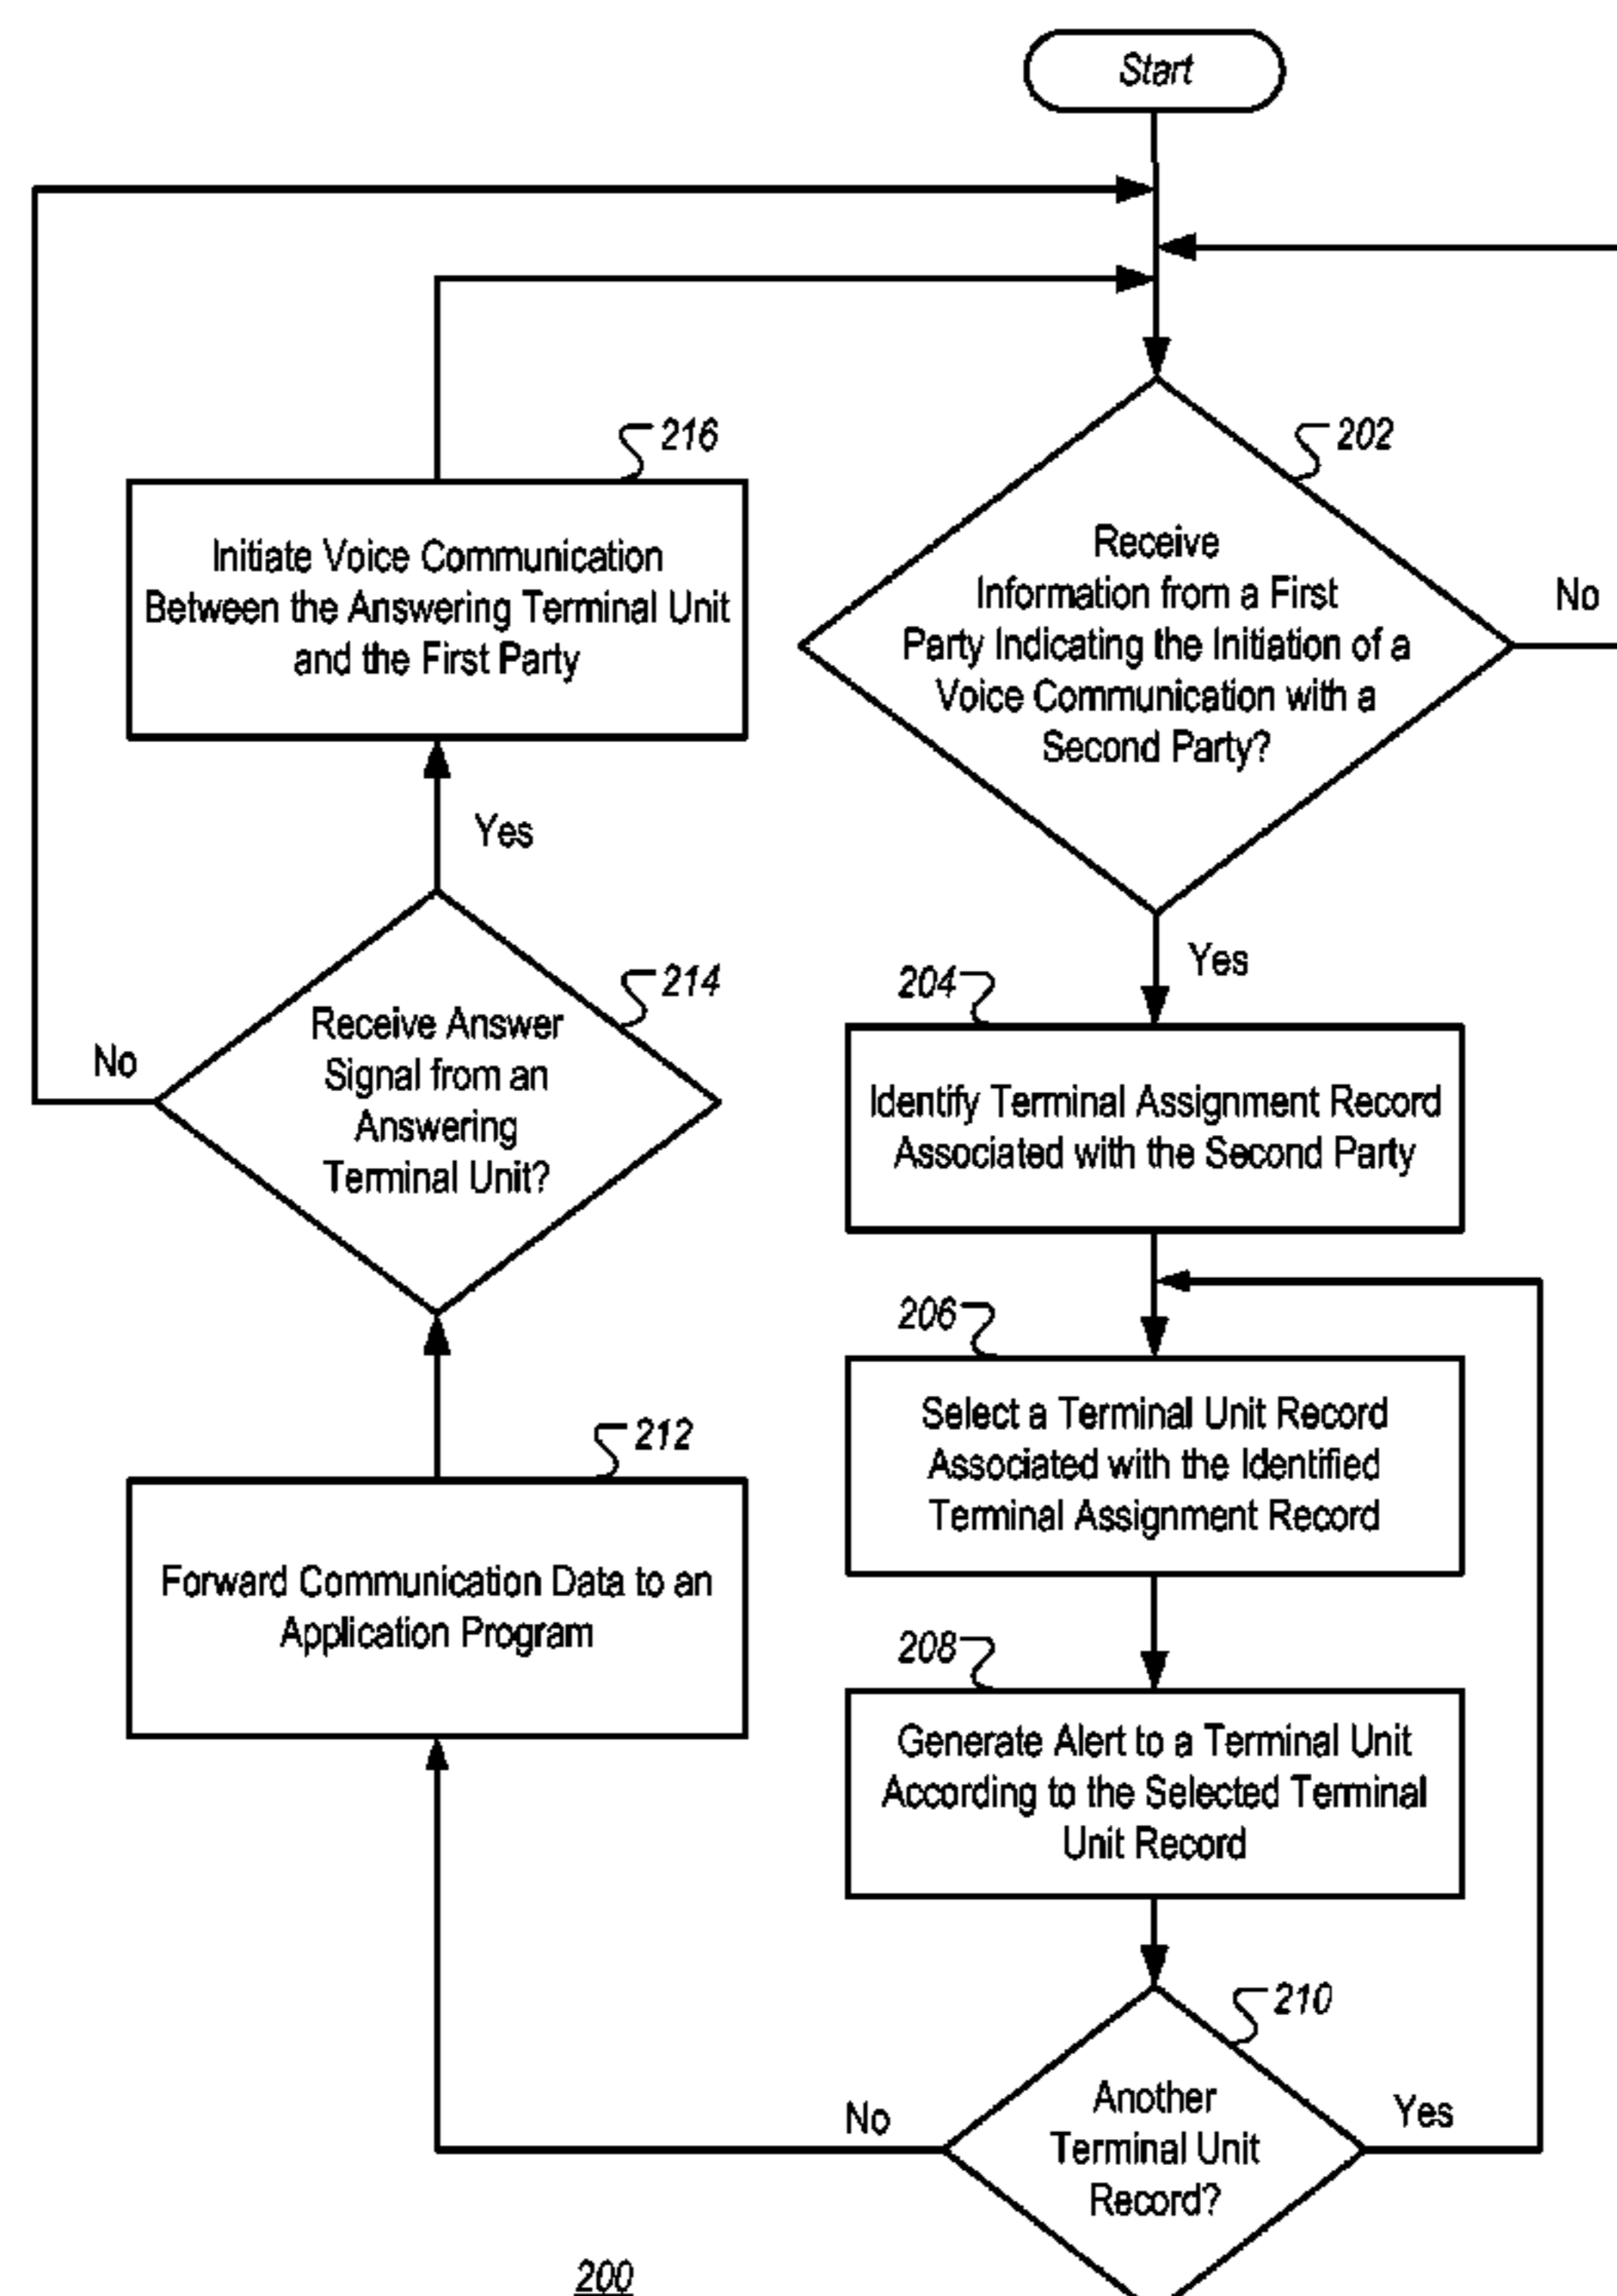 Start
202
Receive
Information from a First
Party Indicating the Initiation of a
Voice Communication with a
Second Party?
No
Yes
204
Identify Terminal Assignment Record
Associated with the Second Party
206
Select a Terminal Unit Record
Associated with the Identified
Terminal Assignment Record
208
Generate Alert to a Terminal Unit
According to the Selected Terminal
Unit Record
210
Another
Terminal Unit
Record?
Yes
No
212
Forward Communication Data to an
Application Program
214
Receive Answer
Signal from an
Answering
Terminal Unit?
No
Yes
216
Initiate Voice Communication
Between the Answering Terminal Unit
and the First Party
200